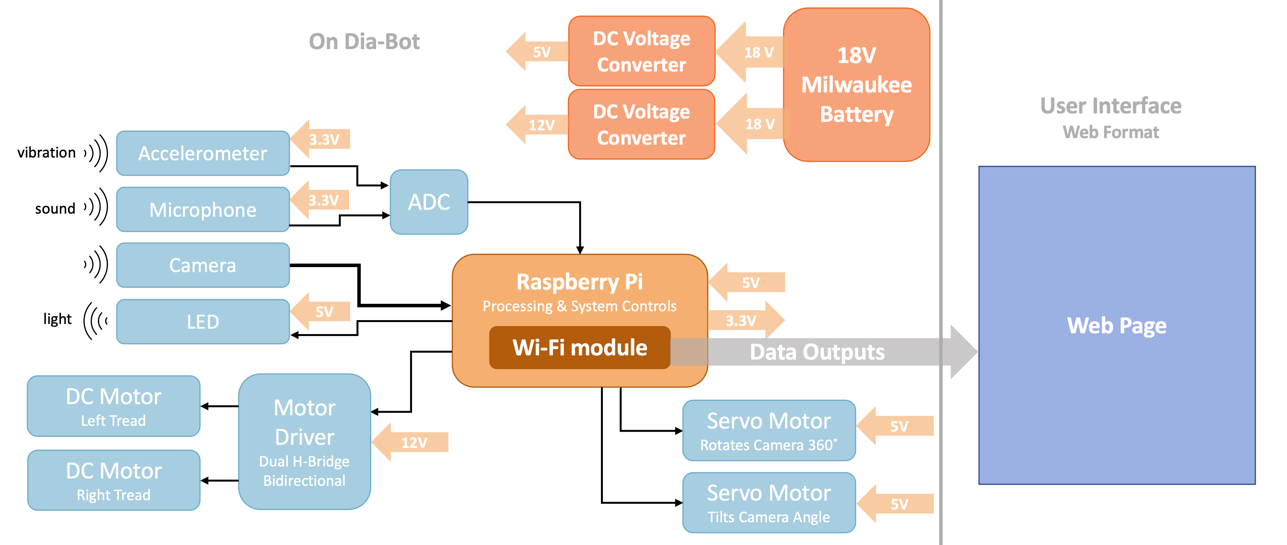 On Dia-Bot
5V
DC Voltage
Converter
18 V
18V
Milwaukee
Battery
12V
DC Voltage
Converter
18 V
User Interface
Web Format
vibration
Accelerometer
3.3V
sound
Microphone
3.3V
ADC
Camera
light
LED
5V
Raspberry Pi
Processing & System Controls
Wi-Fi module
5V
3.3V
Data Outputs
Web Page
DC Motor
Left Tread
DC Motor
Right Tread
Motor
Driver
Dual H-Bridge
Bidirectional
12V
Servo Motor
Rotates Camera 360°
5V
Servo Motor
Tilts Camera Angle
5V